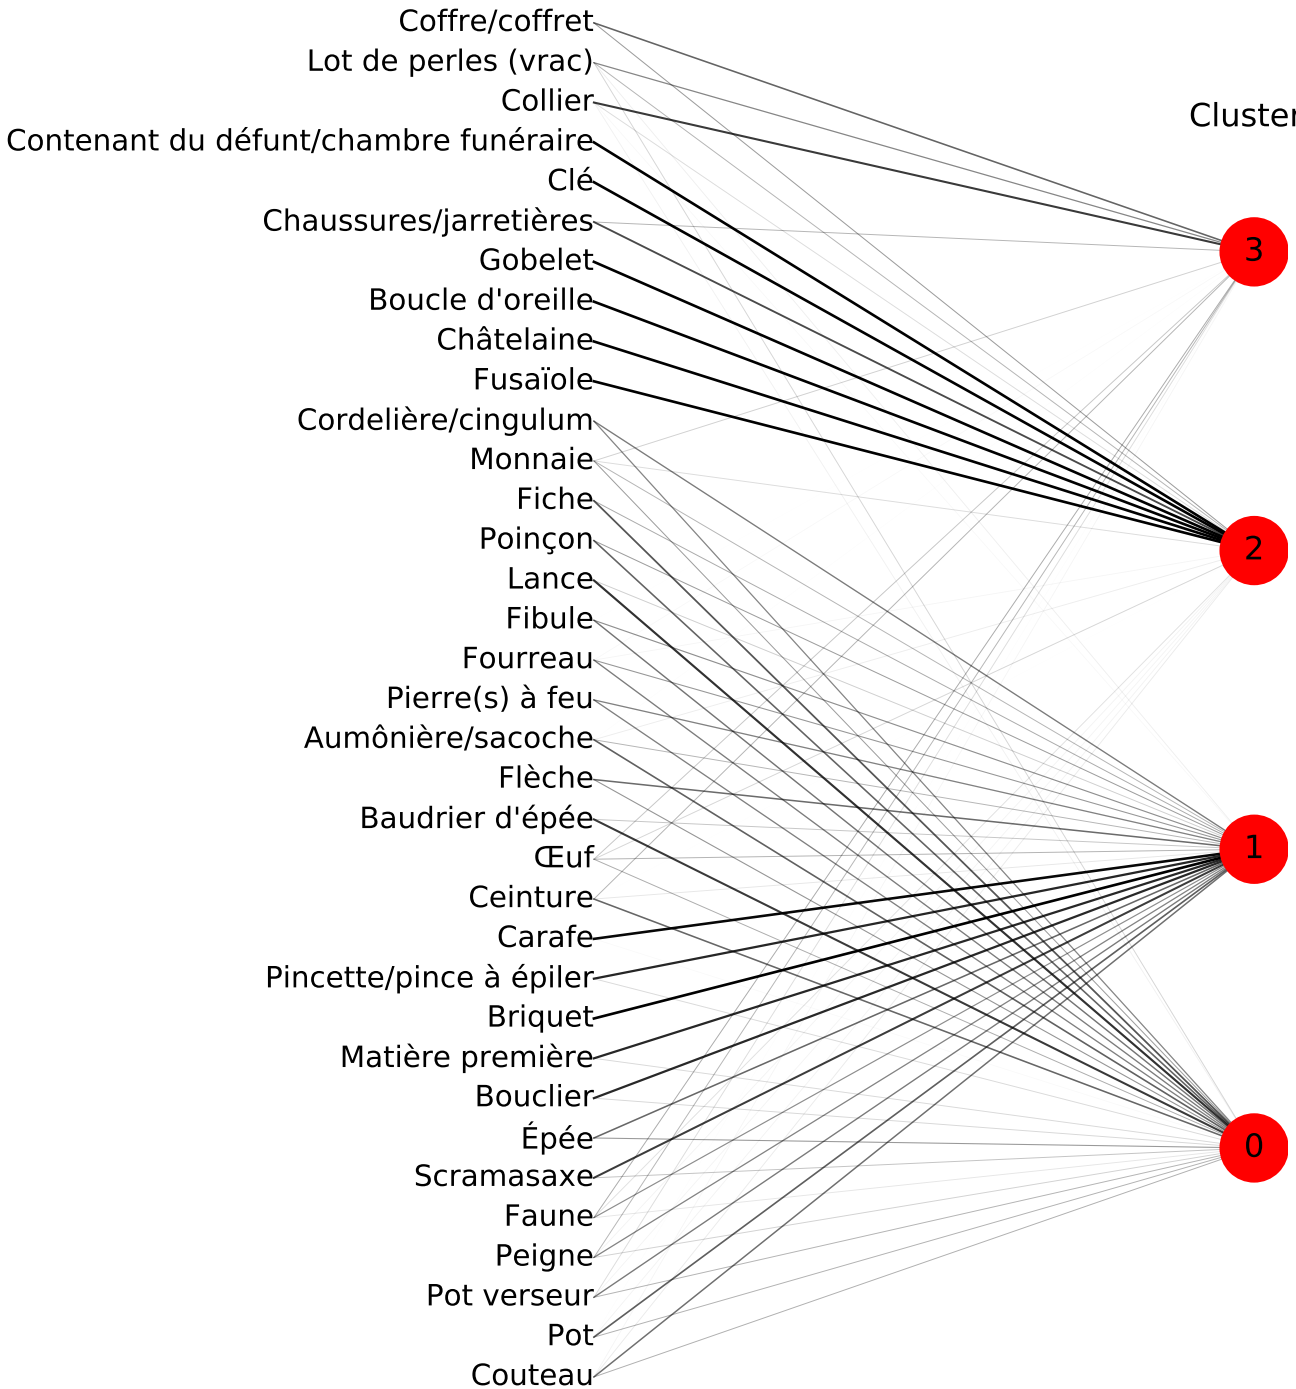 Coffre/coffret
Lot de perles (vrac)
Collier
Cluster
Contenant du défunt/chambre funéraire
Clé
Chaussures/jarretières
3
Gobelet
Boucle d'oreille
Châtelaine
Fusaïole
Cordelière/cingulum
Monnaie
Fiche
Poinçon
2
Lance
Fibule
Fourreau
Pierre(s) à feu
Aumônière/sacoche
Flèche
Baudrier d'épée
1
Œuf
Ceinture
Carafe
Pincette/pince à épiler
Briquet
Matière première
Bouclier
Épée
0
Scramasaxe
Faune
Peigne
Pot verseur
Pot
Couteau